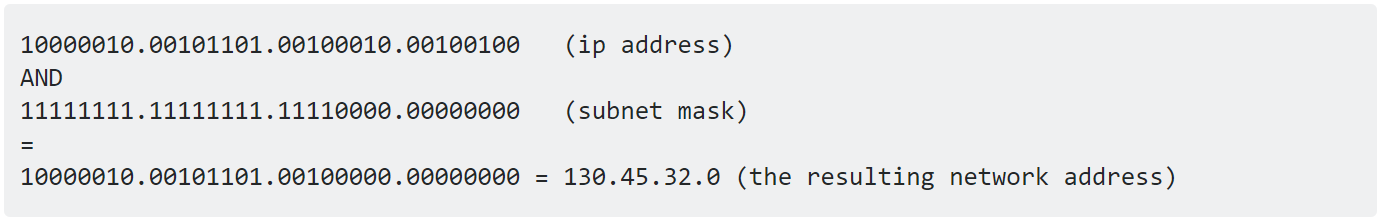 10000010.00101101.00100010.00100100   (ip address)
AND
11111111.11111111.11110000.00000000   (subnet mask)
=
10000010.00101101.00100000.00000000 = 130.45.32.0 (the resulting network address)